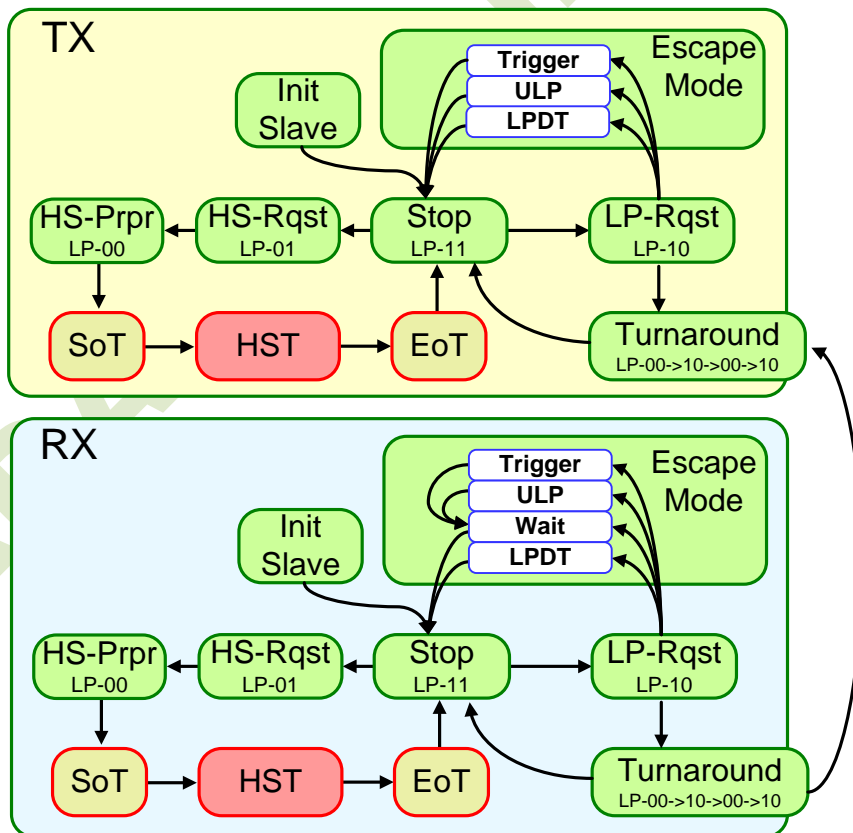 TX
Escape
Mode
Trigger
ULP
LPDT
Init
Slave
HS-Prpr
LP-00
HS-Rqst
LP-01
Stop
LP-11
LP-Rqst
LP-10
SoT
HST
EoT
Turnaround
LP-00->10->00->10
RX
Escape
Mode
Trigger
ULP
Wait
LPDT
Init
Slave
HS-Prpr
LP-00
HS-Rqst
LP-01
Stop
LP-11
LP-Rqst
LP-10
SoT
HST
EoT
Turnaround
LP-00->10->00->10